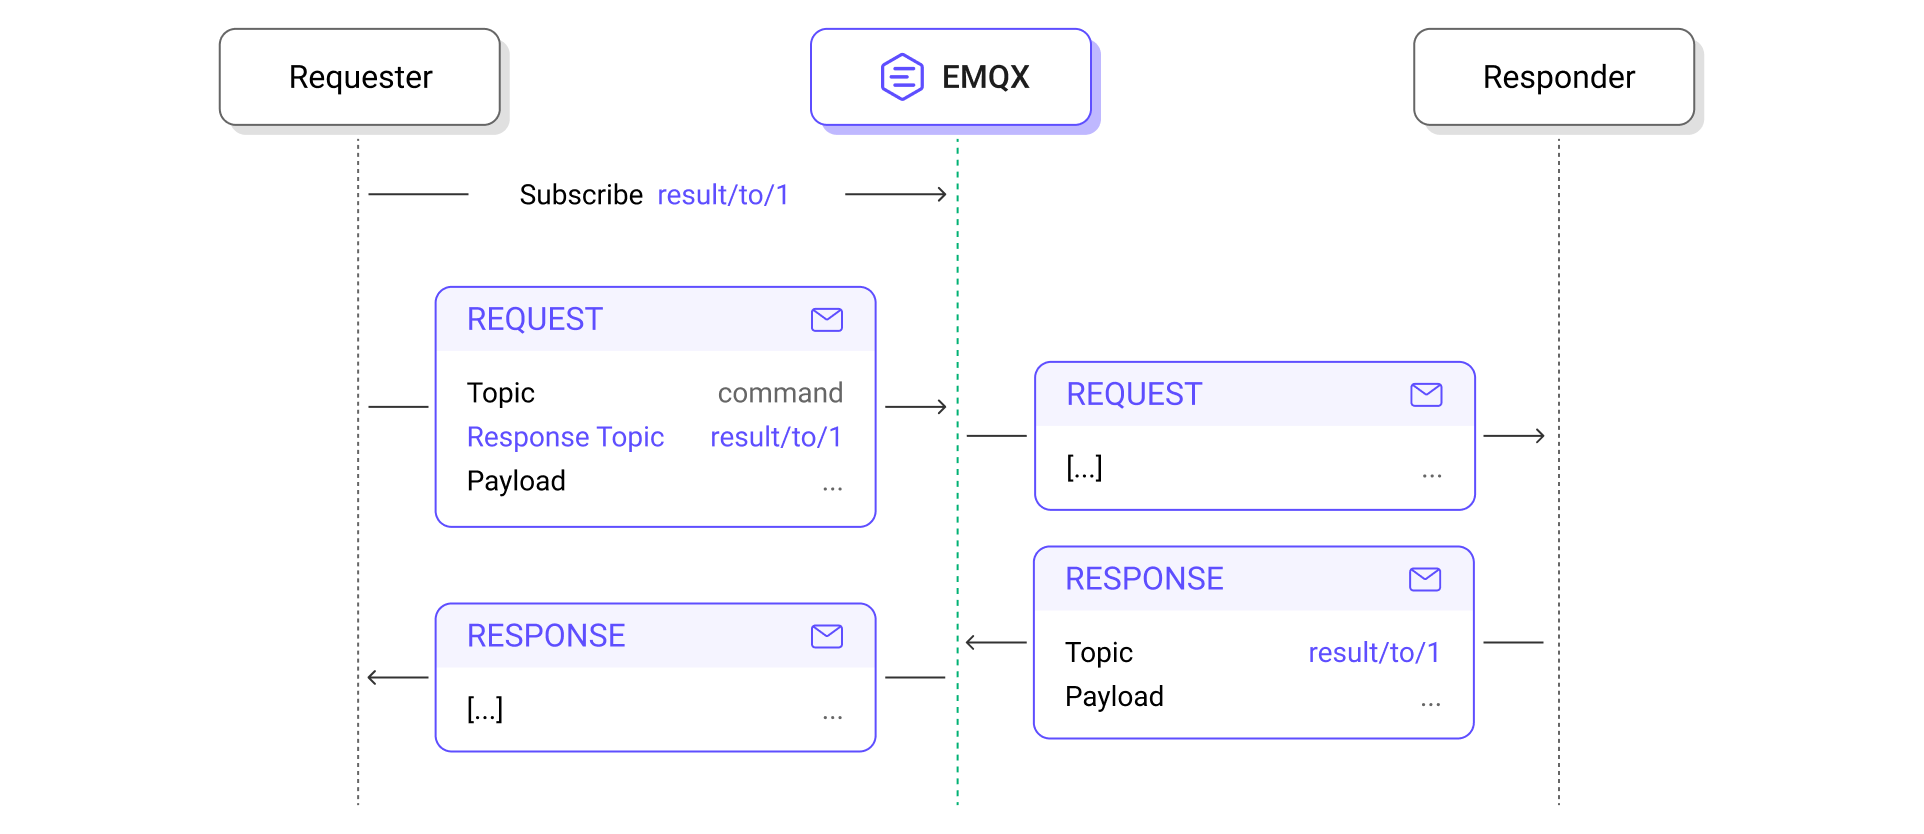 Requester
EMQX
Responder
Subscribe result/to/1
REQUEST
Topic command
Response Topic result/to/1
Payload ...
REQUEST
[...] ...
RESPONSE
Topic result/to/1
Payload ...
RESPONSE
[...] ...